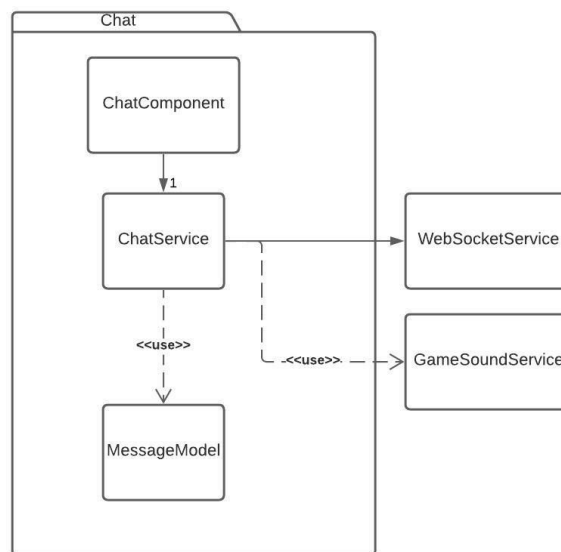 Chat
ChatComponent
1
ChatService
WebSocketService
<<use>>
<<use>>
GameSoundService
MessageModel